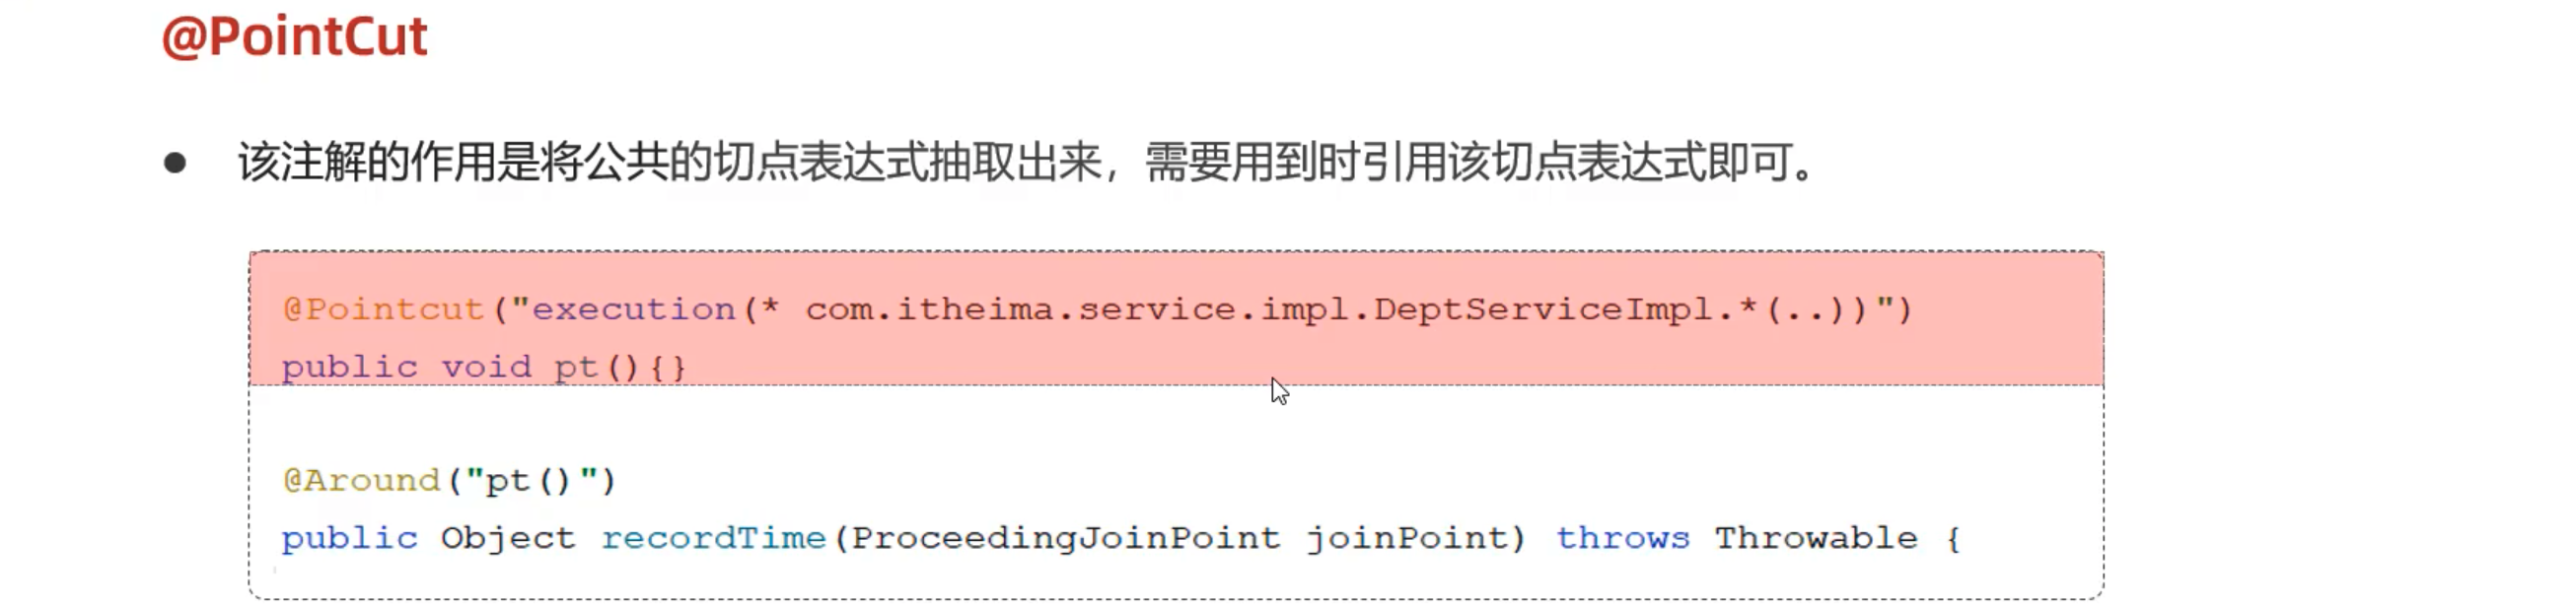 @PointCut
该注解的作用是将公共的切点表达式抽取出来，需要用到时引用该切点表达式即可。
@Pointcut("execution(* com.itheima.service.impl.DeptServiceImpl.*(..))")
public void pt(){}
@Around("pt()")
public Object recordTime(ProceedingJoinPoint joinPoint) throws Throwable {